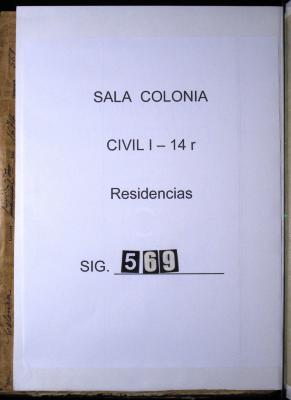 SALA COLONIA
CIVIL I – 14 r
Residencias
SIG. 569